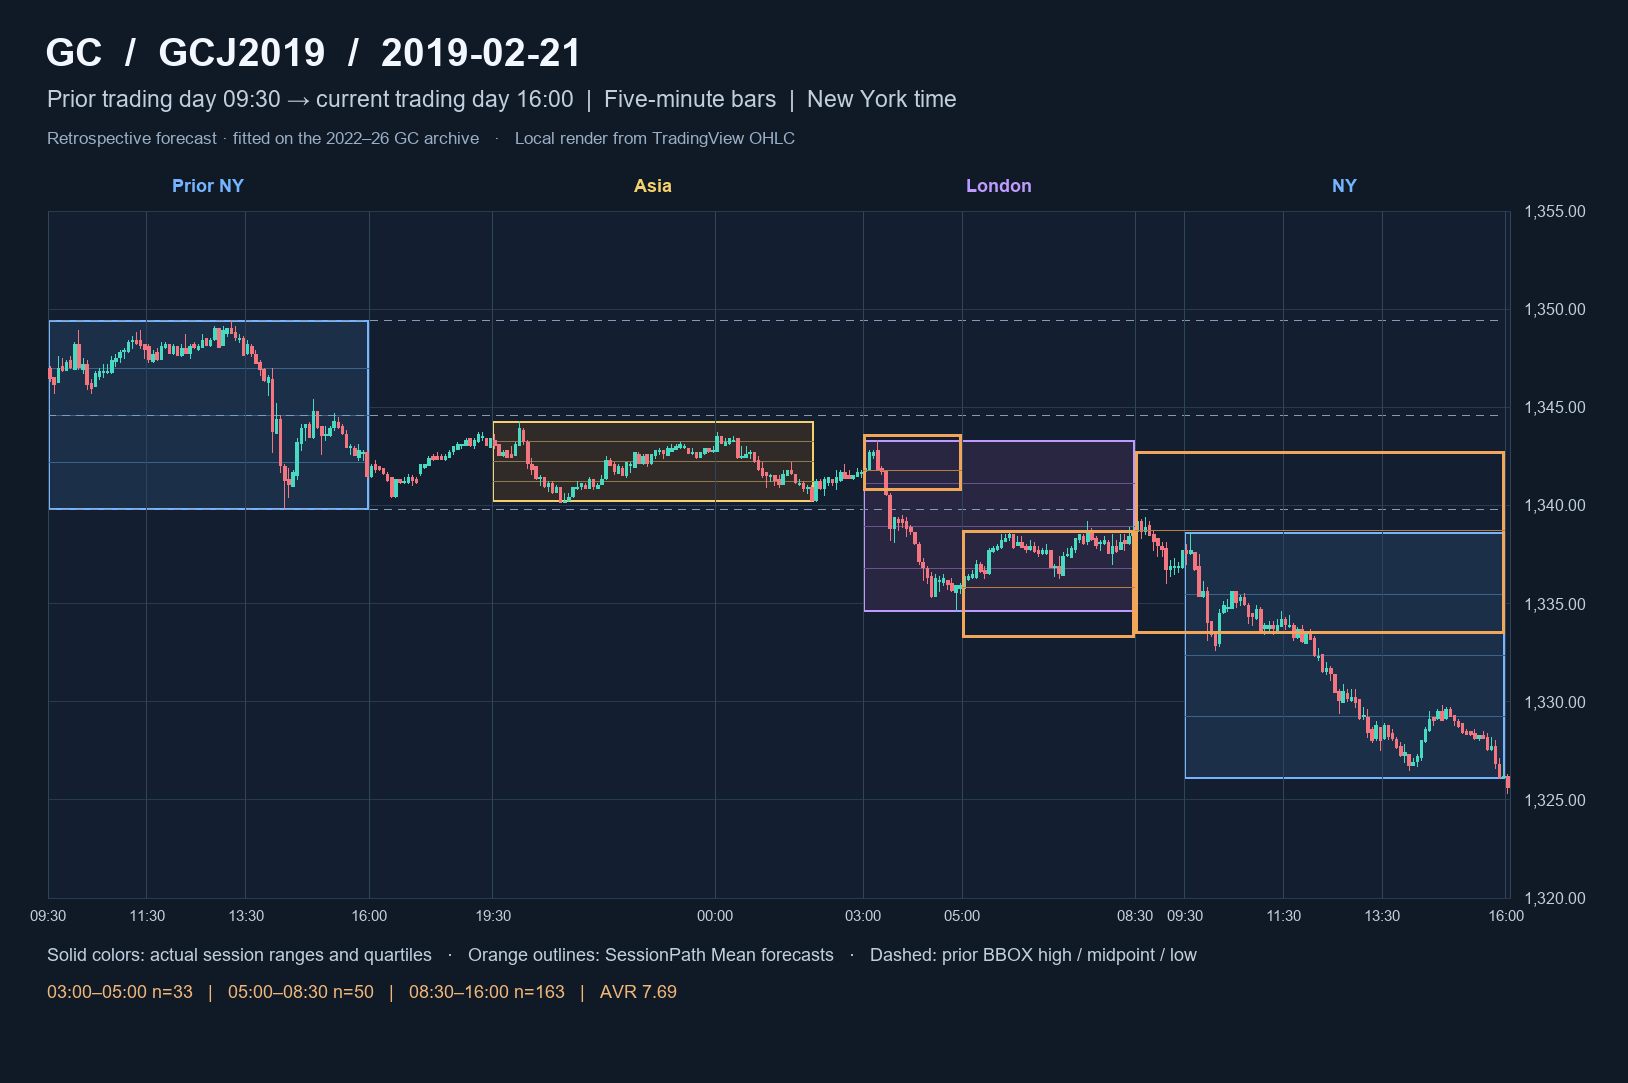 GC / GCJ2019 / 2019-02-21
Prior trading day 09:30 → current trading day 16:00 | Five-minute bars | New York time
Retrospective forecast · fitted on the 2022–26 GC archive · Local render from TradingView OHLC
Prior NY Asia London NY
1,355.00
1,350.00
1,345.00
1,340.00
1,335.00
1,330.00
1,325.00
1,320.00
09:30 11:30 13:30 16:00 19:30 00:00 03:00 05:00 08:30 09:30 11:30 13:30 16:00
Solid colors: actual session ranges and quartiles · Orange outlines: SessionPath Mean forecasts · Dashed: prior BBOX high / midpoint / low
03:00–05:00 n=33 | 05:00–08:30 n=50 | 08:30–16:00 n=163 | AVR 7.69